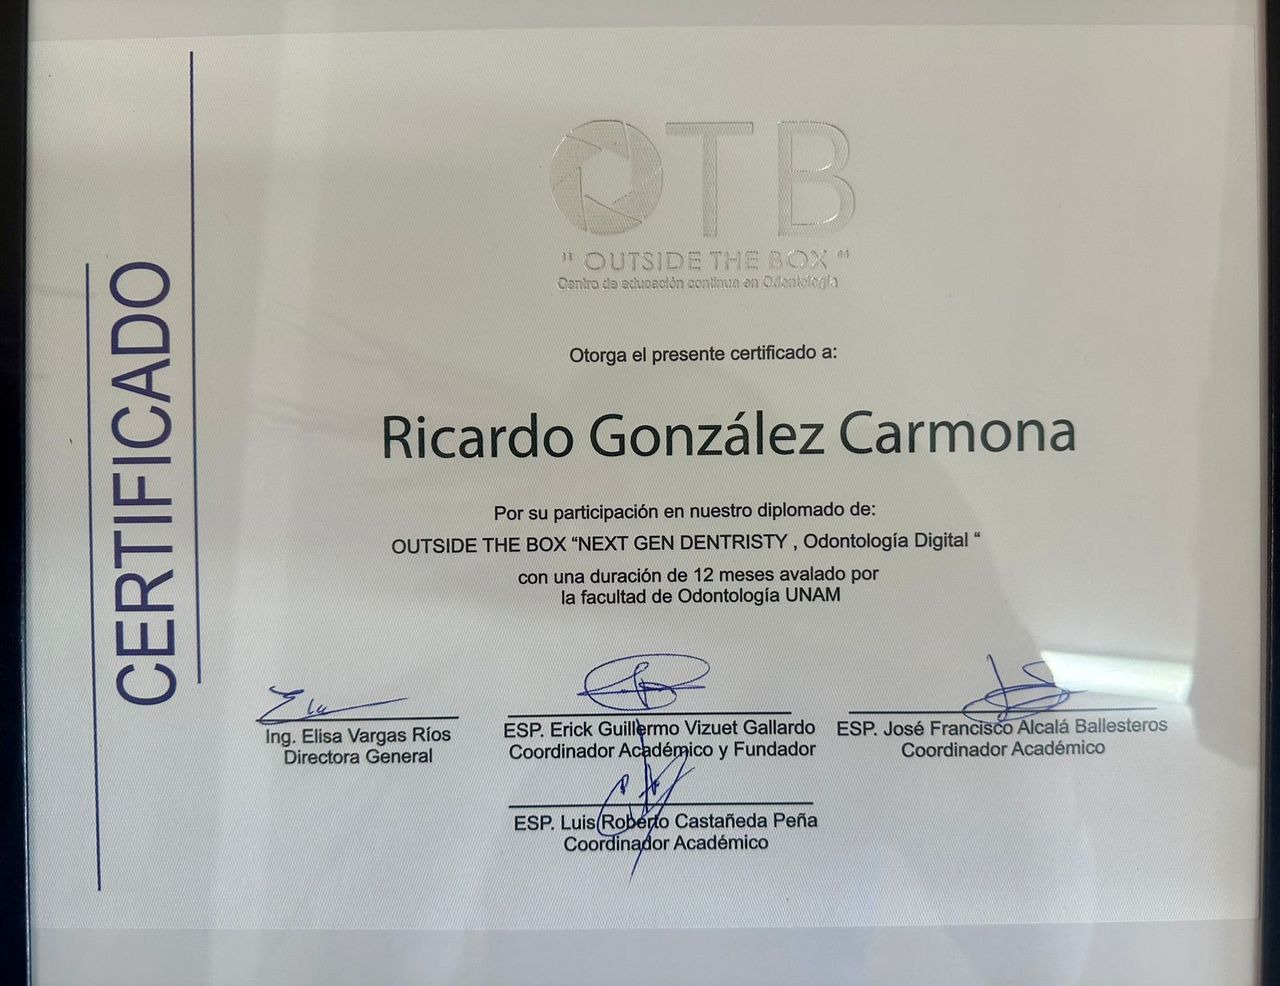 CERTIFICADO
OTB
" OUTSIDE THE BOX "
Centro de educación continua en Odontología
Otorga el presente certificado a:
Ricardo González Carmona
Por su participación en nuestro diplomado de:
OUTSIDE THE BOX “NEXT GEN DENTRISTY , Odontología Digital “
con una duración de 12 meses avalado por
la facultad de Odontología UNAM
Ing. Elisa Vargas Ríos
Directora General
ESP. Erick Guillermo Vizuet Gallardo
Coordinador Académico y Fundador
ESP. José Francisco Alcalá Ballesteros
Coordinador Académico
ESP. Luis Roberto Castañeda Peña
Coordinador Académico